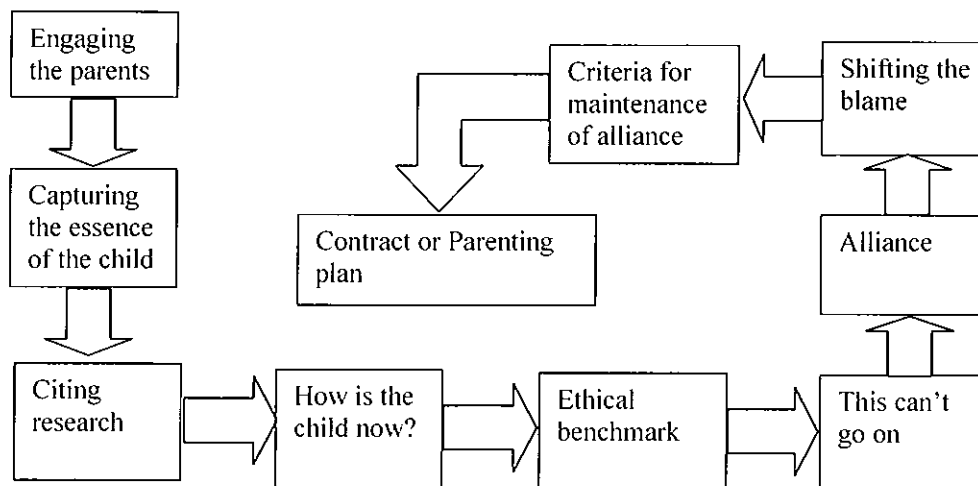 Engaging
the parents
Capturing
the essence
of the child
Citing
research
How is the
child now?
Ethical
benchmark
This can't
go on
Alliance
Shifting the
blame
Criteria for
maintenance
of alliance
Contract or Parenting
plan